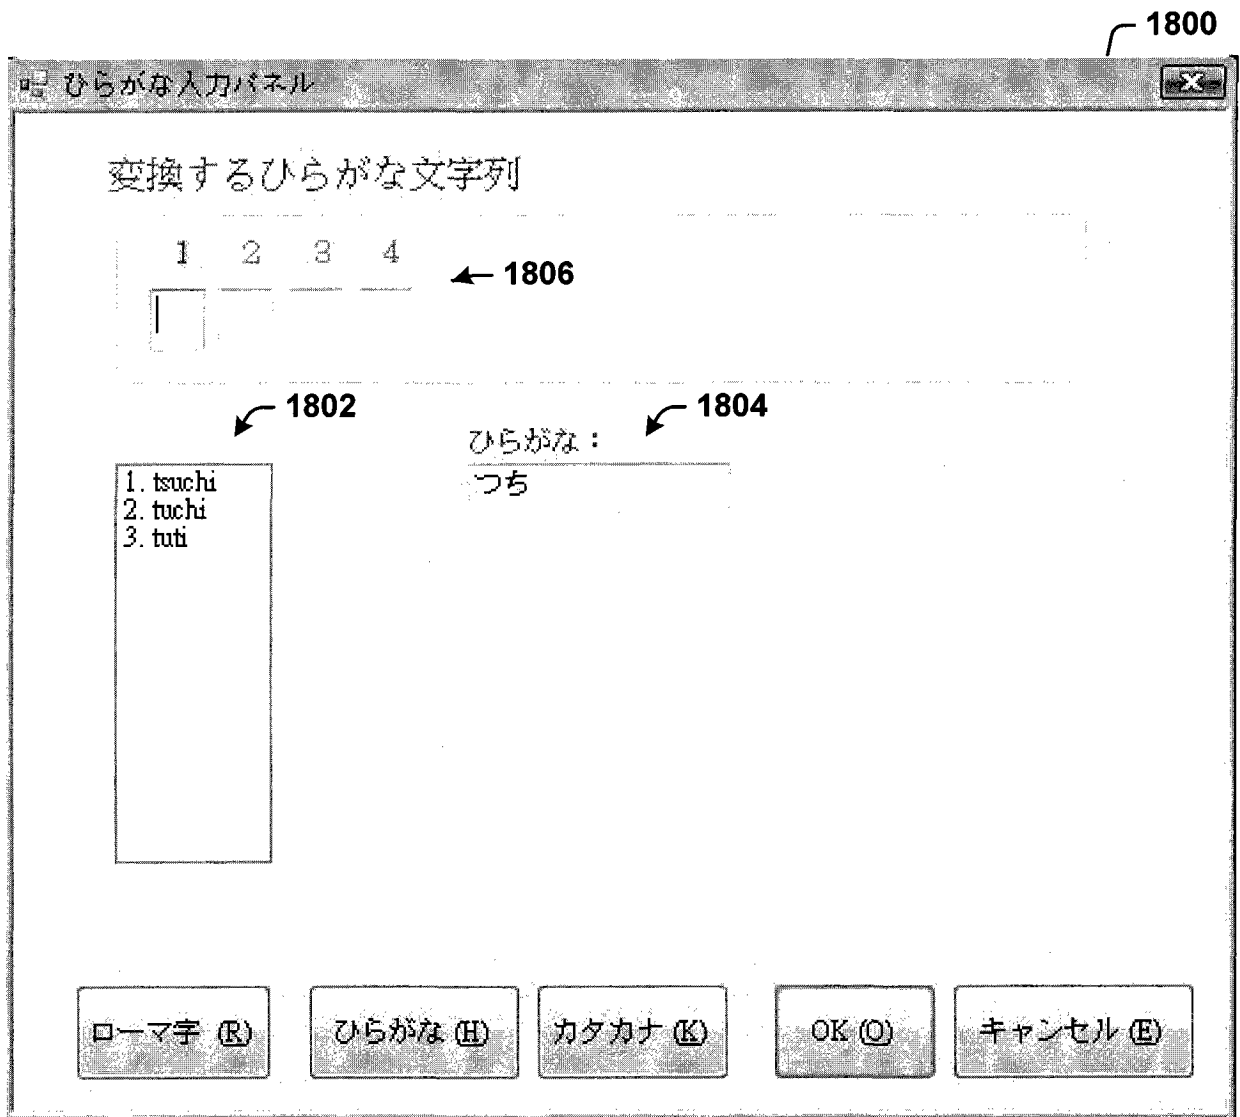 1800
ひらがな入力パネル
変換するひらがな文字列
1 2 3 4
1806
1802
1804
ひらがな：
1. tsuchi
2. tuchi
3. tuti
つち
ローマ字 (R) ひらがな (H) カタカナ (K) OK (O) キャンセル (E)